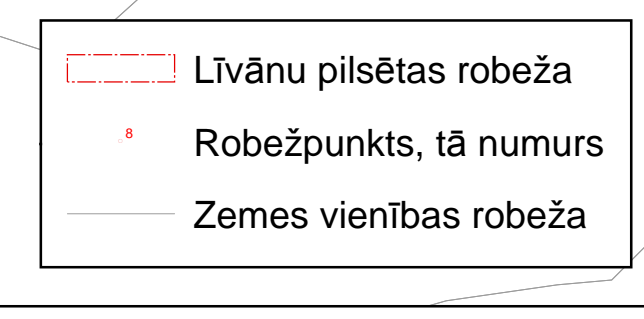 Līvānu pilsētas robeža
8
Robežpunkts, tā numurs
Zemes vienības robeža